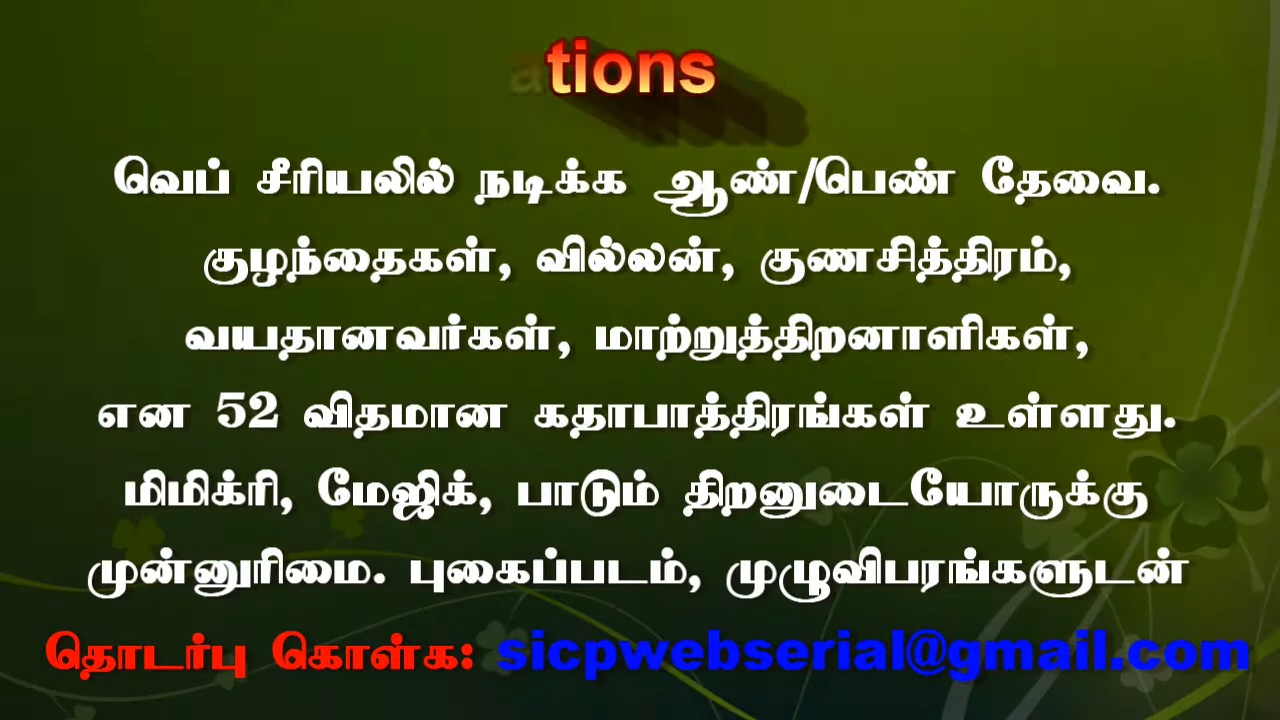 ations
வெப் சீரியலில் நடிக்க ஆண்/பெண் தேவை.
குழந்தைகள், வில்லன், குணசித்திரம்,
வயதானவர்கள், மாற்றுத்திறனாளிகள்,
என 52 விதமான கதாபாத்திரங்கள் உள்ளது.
மிமிக்ரி, மேஜிக், பாடும் திறனுடையோருக்கு
முன்னுரிமை. புகைப்படம், முழுவிபரங்களுடன்
தொடர்பு கொள்க: sicpwebserial@gmail.com